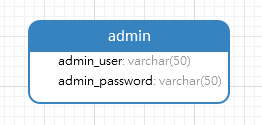 admin
admin_user: varchar(50)
admin_password: varchar(50)